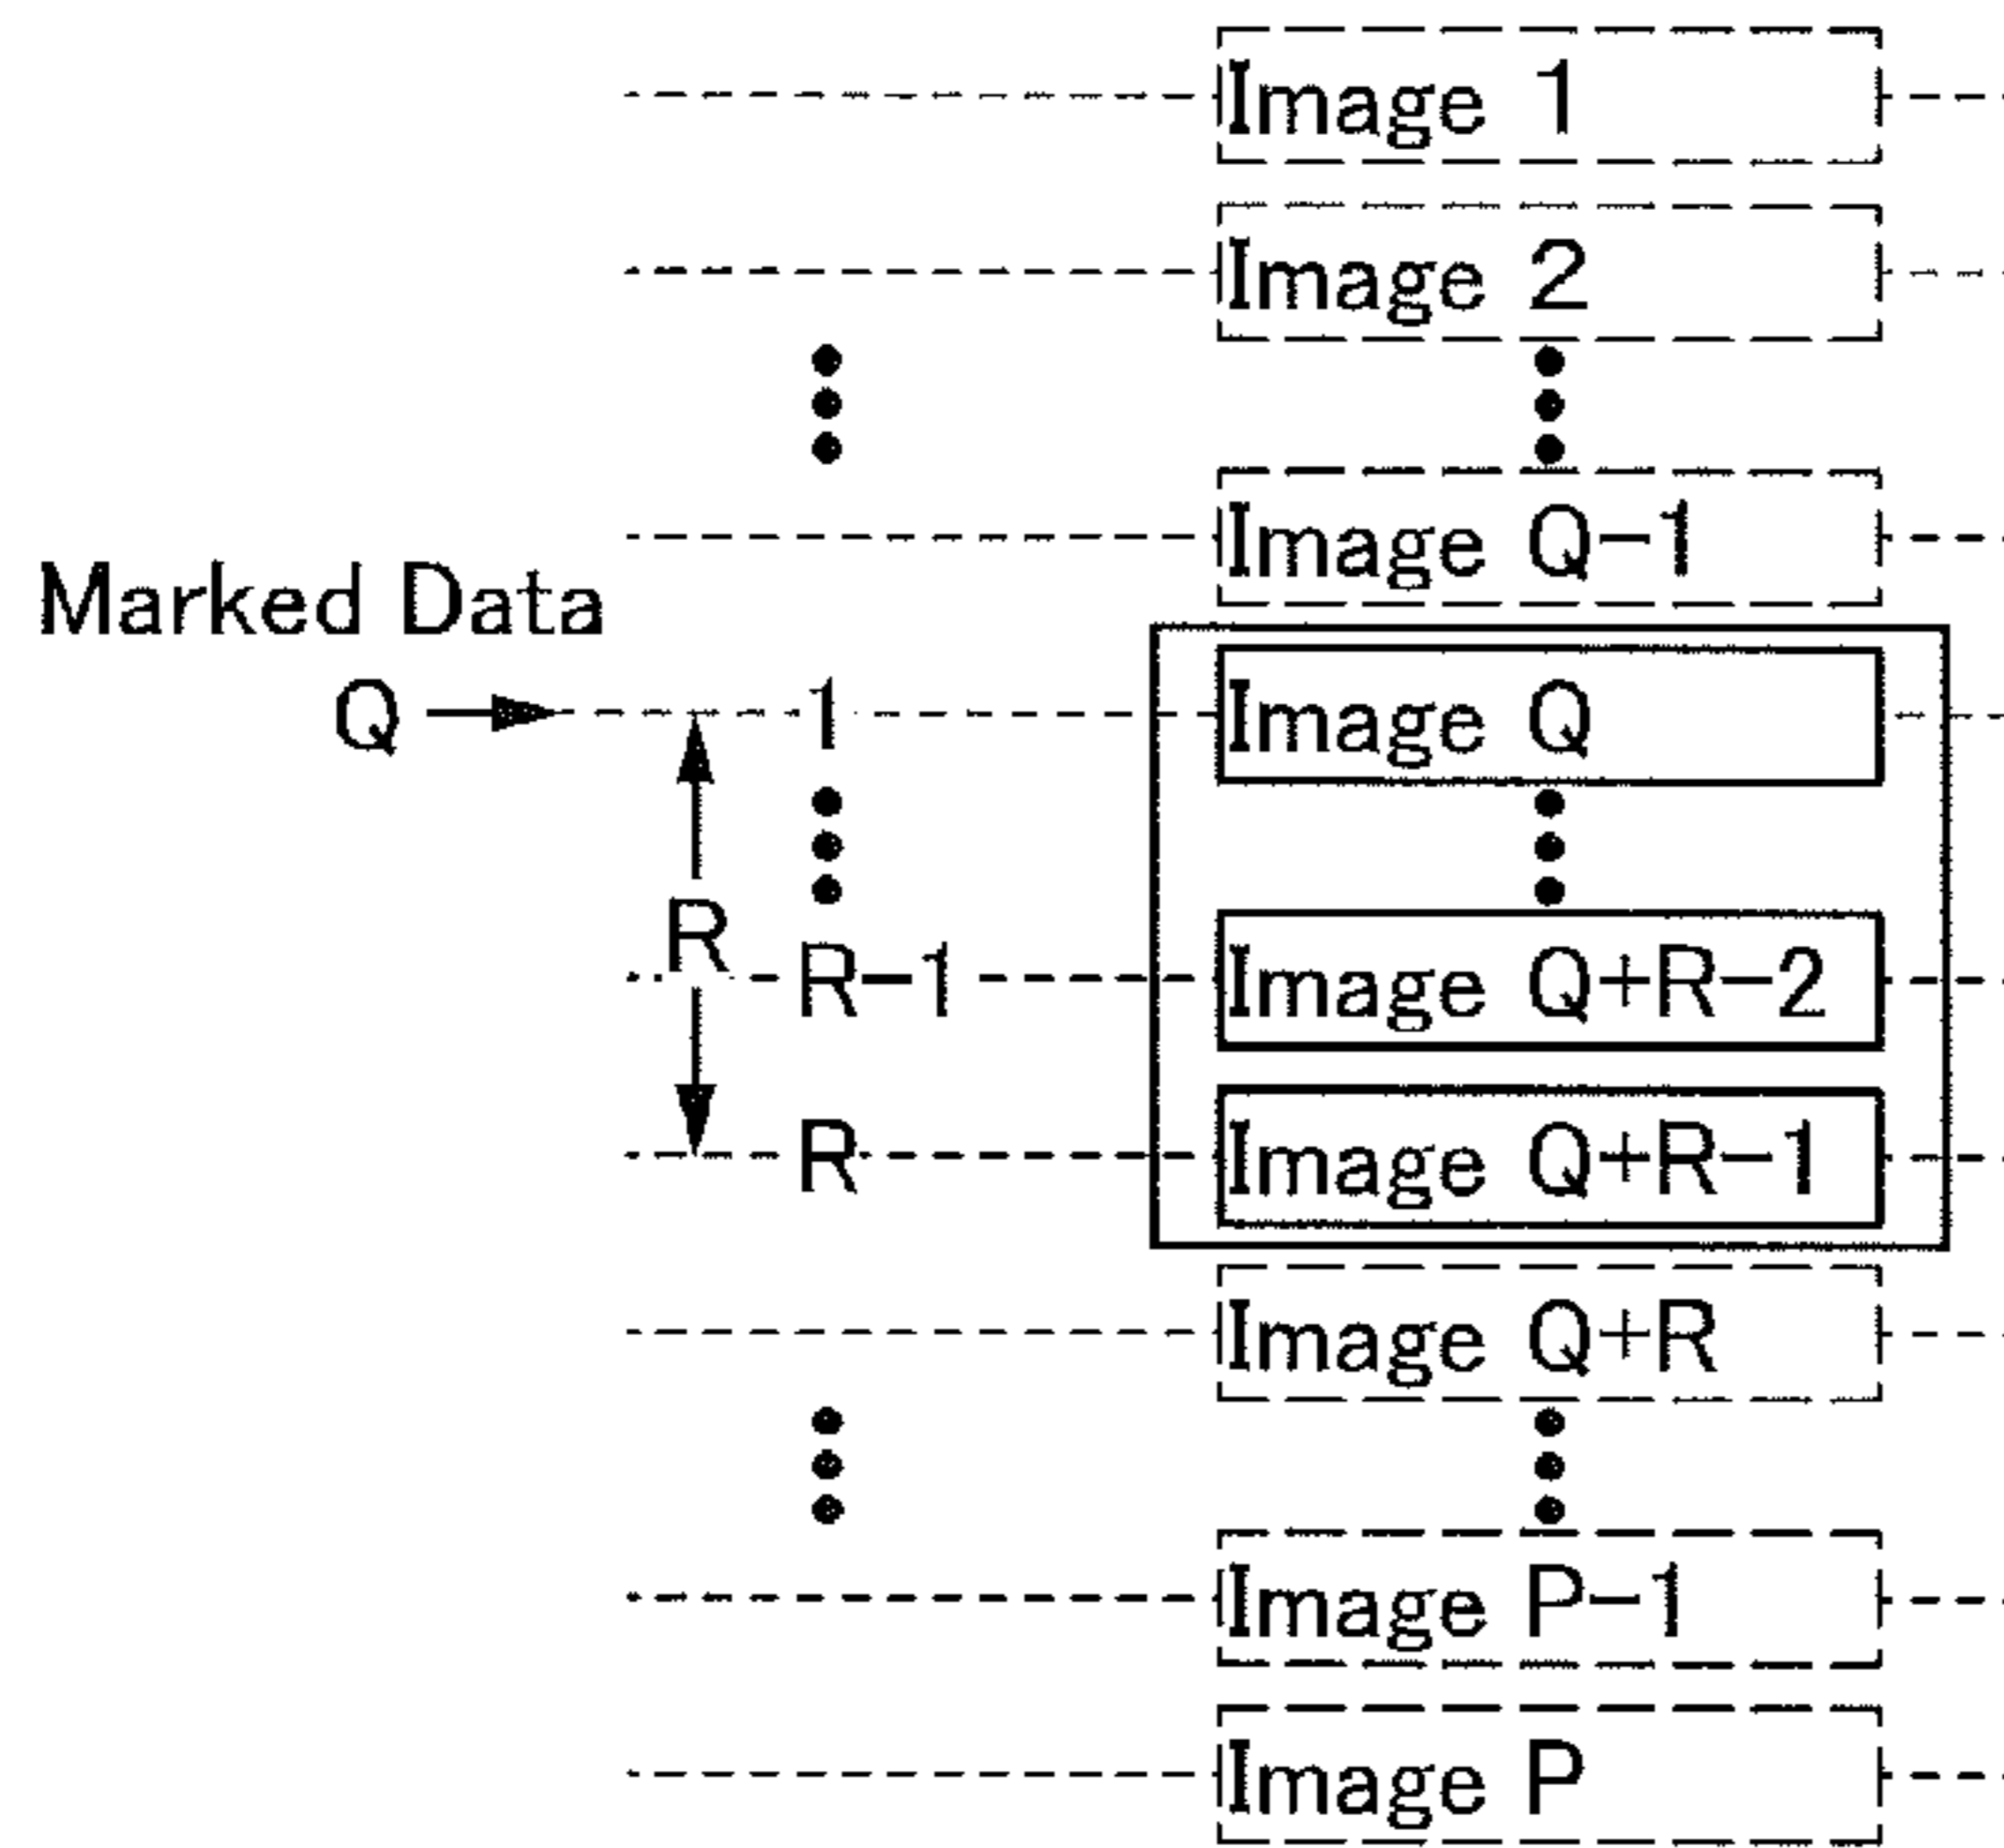 Image 1
Image 2
Image Q-1
Marked Data
Q 1 Image Q
R
R-1 Image Q+R-2
R Image Q+R-1
Image Q+R
Image P-1
Image P